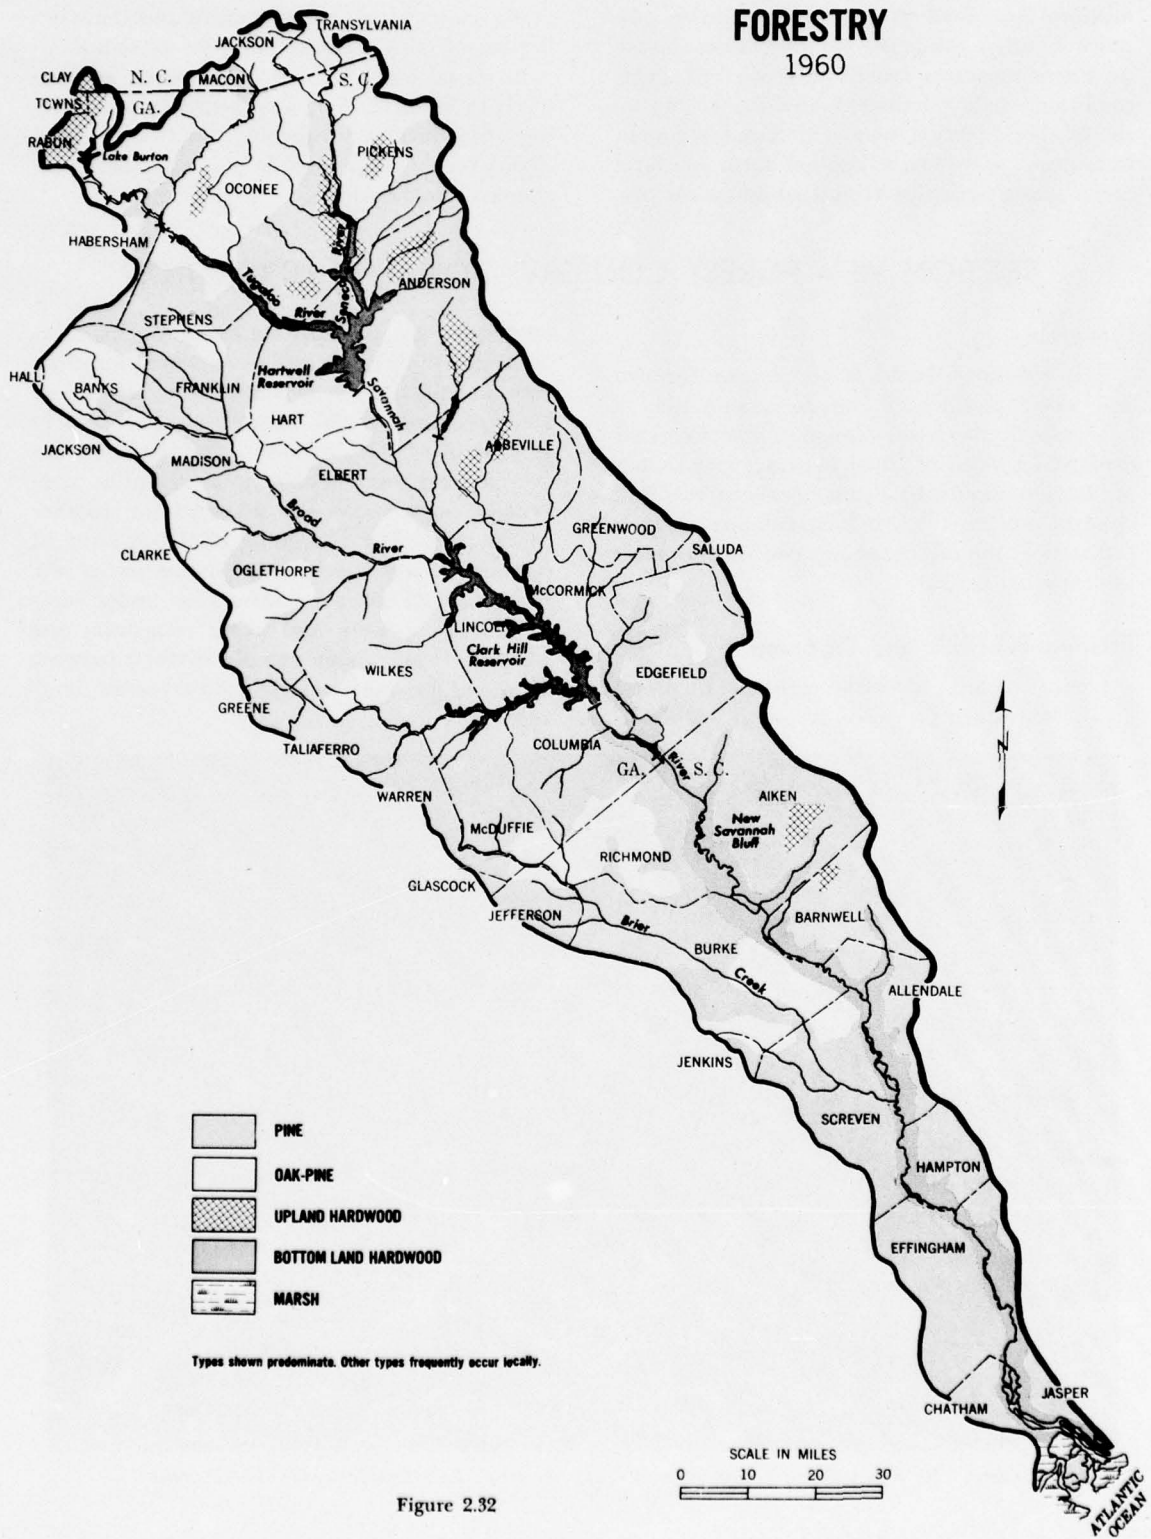 FORESTRY
1960
TRANSYLVANIA
JACKSON
CLAY
N. C.
MACON
S. C.
TOWNS
GA.
RABUN
Lake Burton
PICKENS
OCONEE
HABERSHAM
Seneca River
Tugaloo River
ANDERSON
STEPHENS
HALL
BANKS
FRANKLIN
Hartwell
Reservoir
Savannah
HART
JACKSON
MADISON
ELBERT
ABBEVILLE
Broad River
GREENWOOD
SALUDA
CLARKE
OGLETHORPE
McCORMICK
LINCOLN
Clark Hill
Reservoir
WILKES
EDGEFIELD
GREENE
TALIAFERRO
COLUMBIA
GA.
River
S. C.
WARREN
AIKEN
McDUFFIE
New
Savannah
Bluff
RICHMOND
GLASCOCK
JEFFERSON
BARNWELL
Brier Creek
BURKE
ALLENDALE
JENKINS
SCREVEN
HAMPTON
EFFINGHAM
JASPER
CHATHAM
ATLANTIC
OCEAN
N
PINE
OAK-PINE
UPLAND HARDWOOD
BOTTOM LAND HARDWOOD
MARSH
Types shown predominate. Other types frequently occur locally.
SCALE IN MILES
0 10 20 30
Figure 2.32